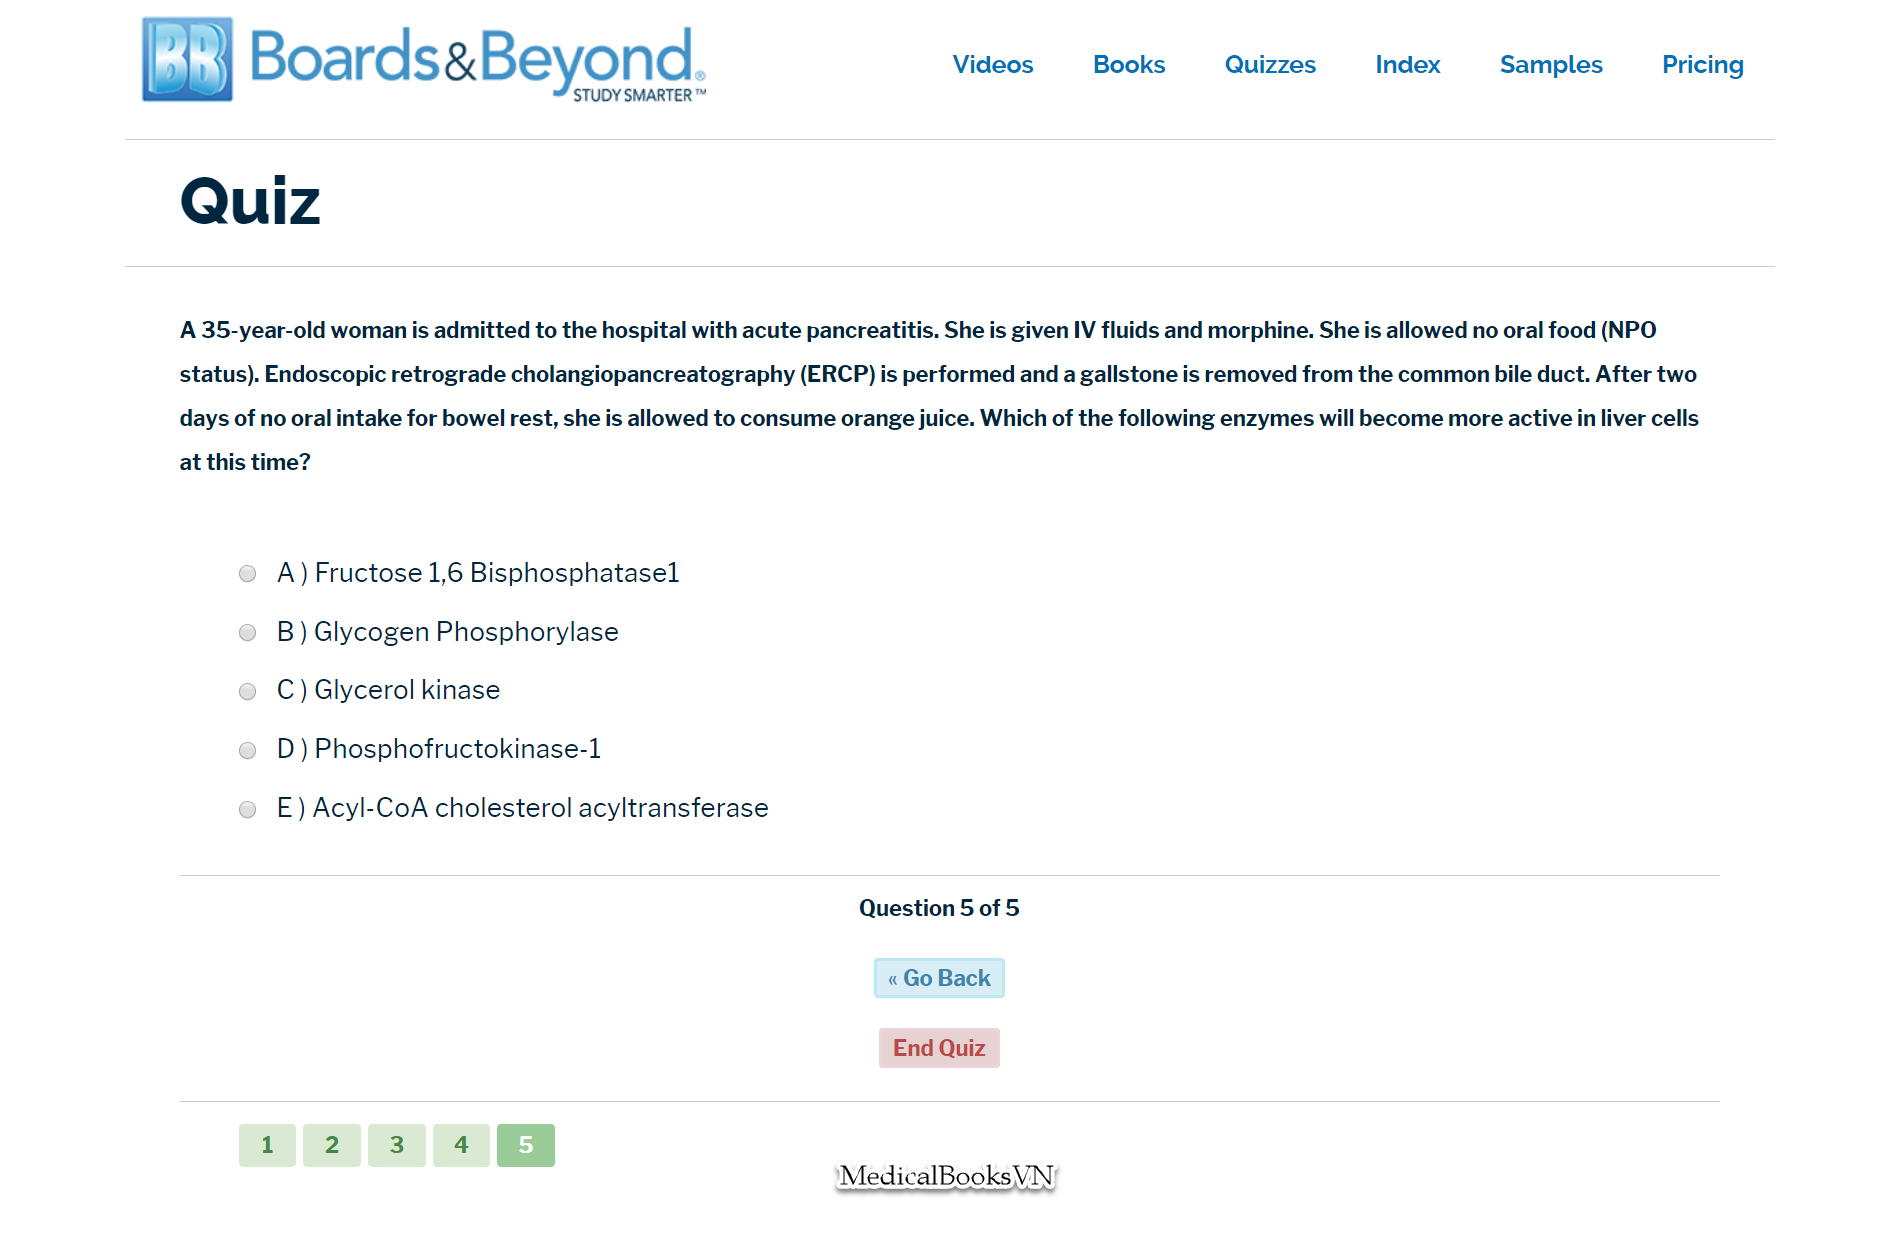 BB Boards&Beyond®
STUDY SMARTER™
Videos Books Quizzes Index Samples Pricing
Quiz
A 35-year-old woman is admitted to the hospital with acute pancreatitis. She is given IV fluids and morphine. She is allowed no oral food (NPO
status). Endoscopic retrograde cholangiopancreatography (ERCP) is performed and a gallstone is removed from the common bile duct. After two
days of no oral intake for bowel rest, she is allowed to consume orange juice. Which of the following enzymes will become more active in liver cells
at this time?
A ) Fructose 1,6 Bisphosphatase1
B ) Glycogen Phosphorylase
C ) Glycerol kinase
D ) Phosphofructokinase-1
E ) Acyl-CoA cholesterol acyltransferase
Question 5 of 5
« Go Back
End Quiz
1 2 3 4 5
MedicalBooksVN